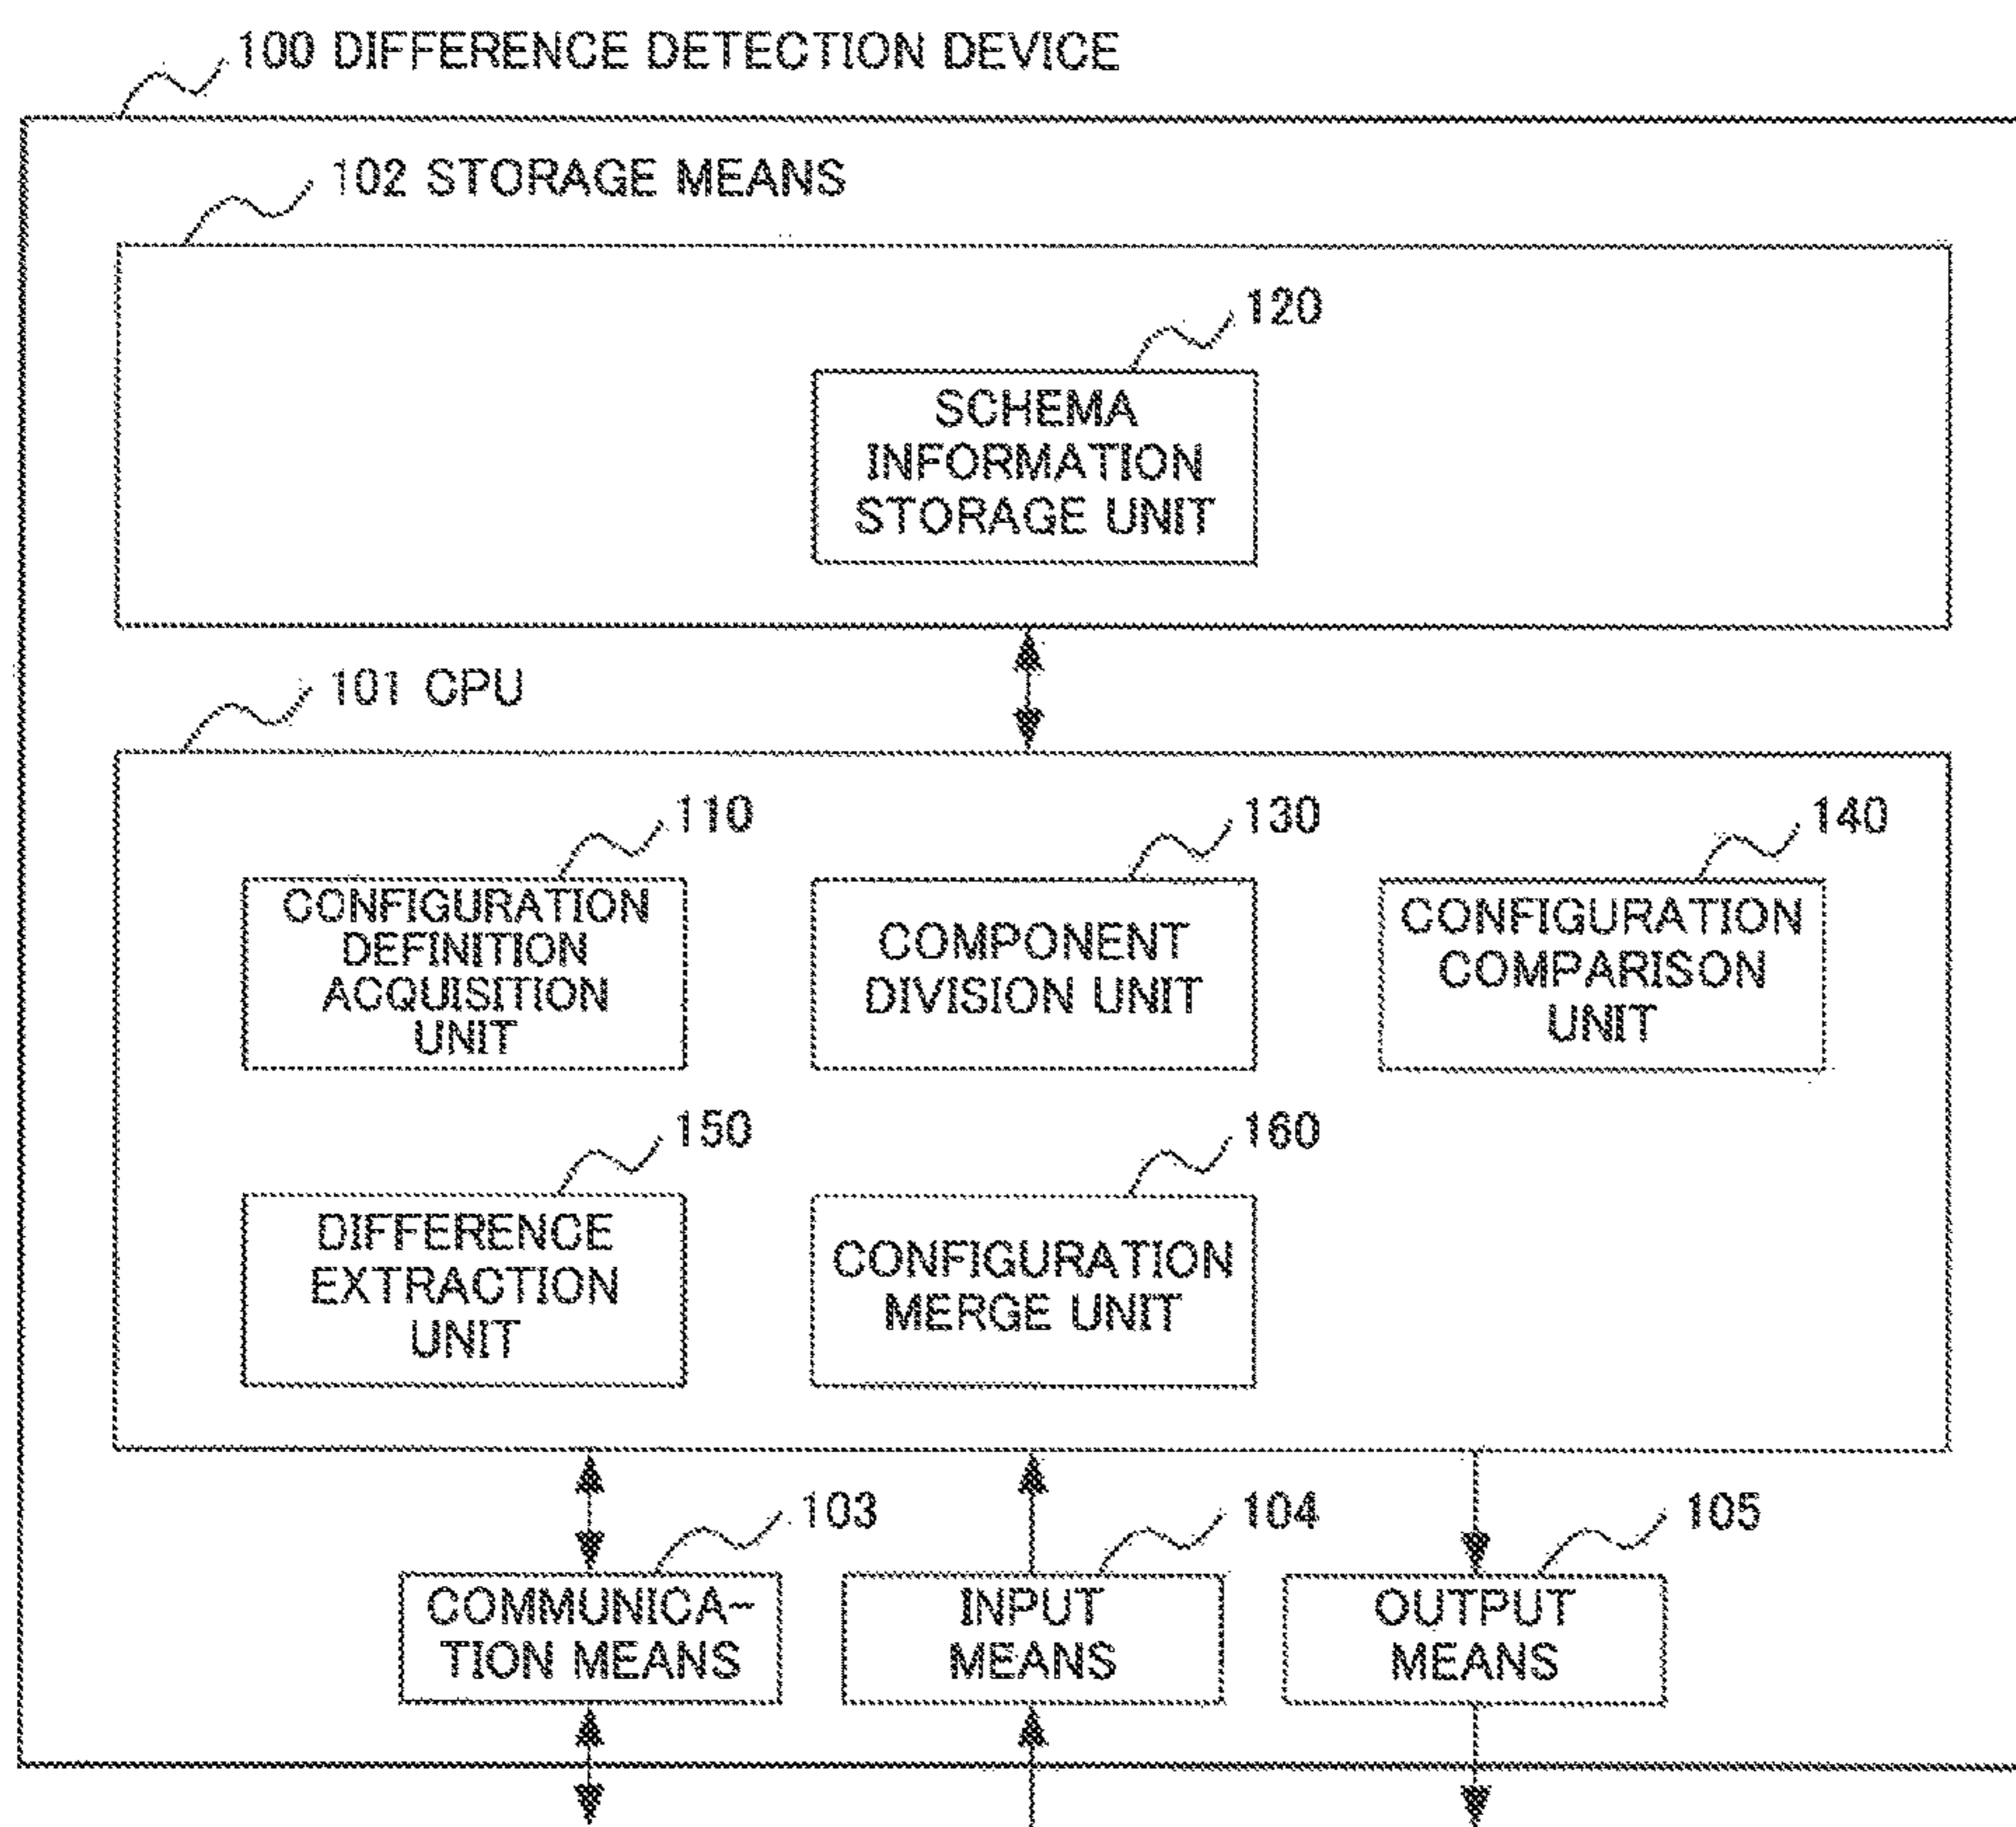 100 DIFFERENCE DETECTION DEVICE
102 STORAGE MEANS
120
SCHEMA
INFORMATION
STORAGE UNIT
101 CPU
110
CONFIGURATION
DEFINITION
ACQUISITION
UNIT
130
COMPONENT
DIVISION UNIT
140
CONFIGURATION
COMPARISON
UNIT
150
DIFFERENCE
EXTRACTION
UNIT
160
CONFIGURATION
MERGE UNIT
103
COMMUNICA-
TION MEANS
104
INPUT
MEANS
105
OUTPUT
MEANS